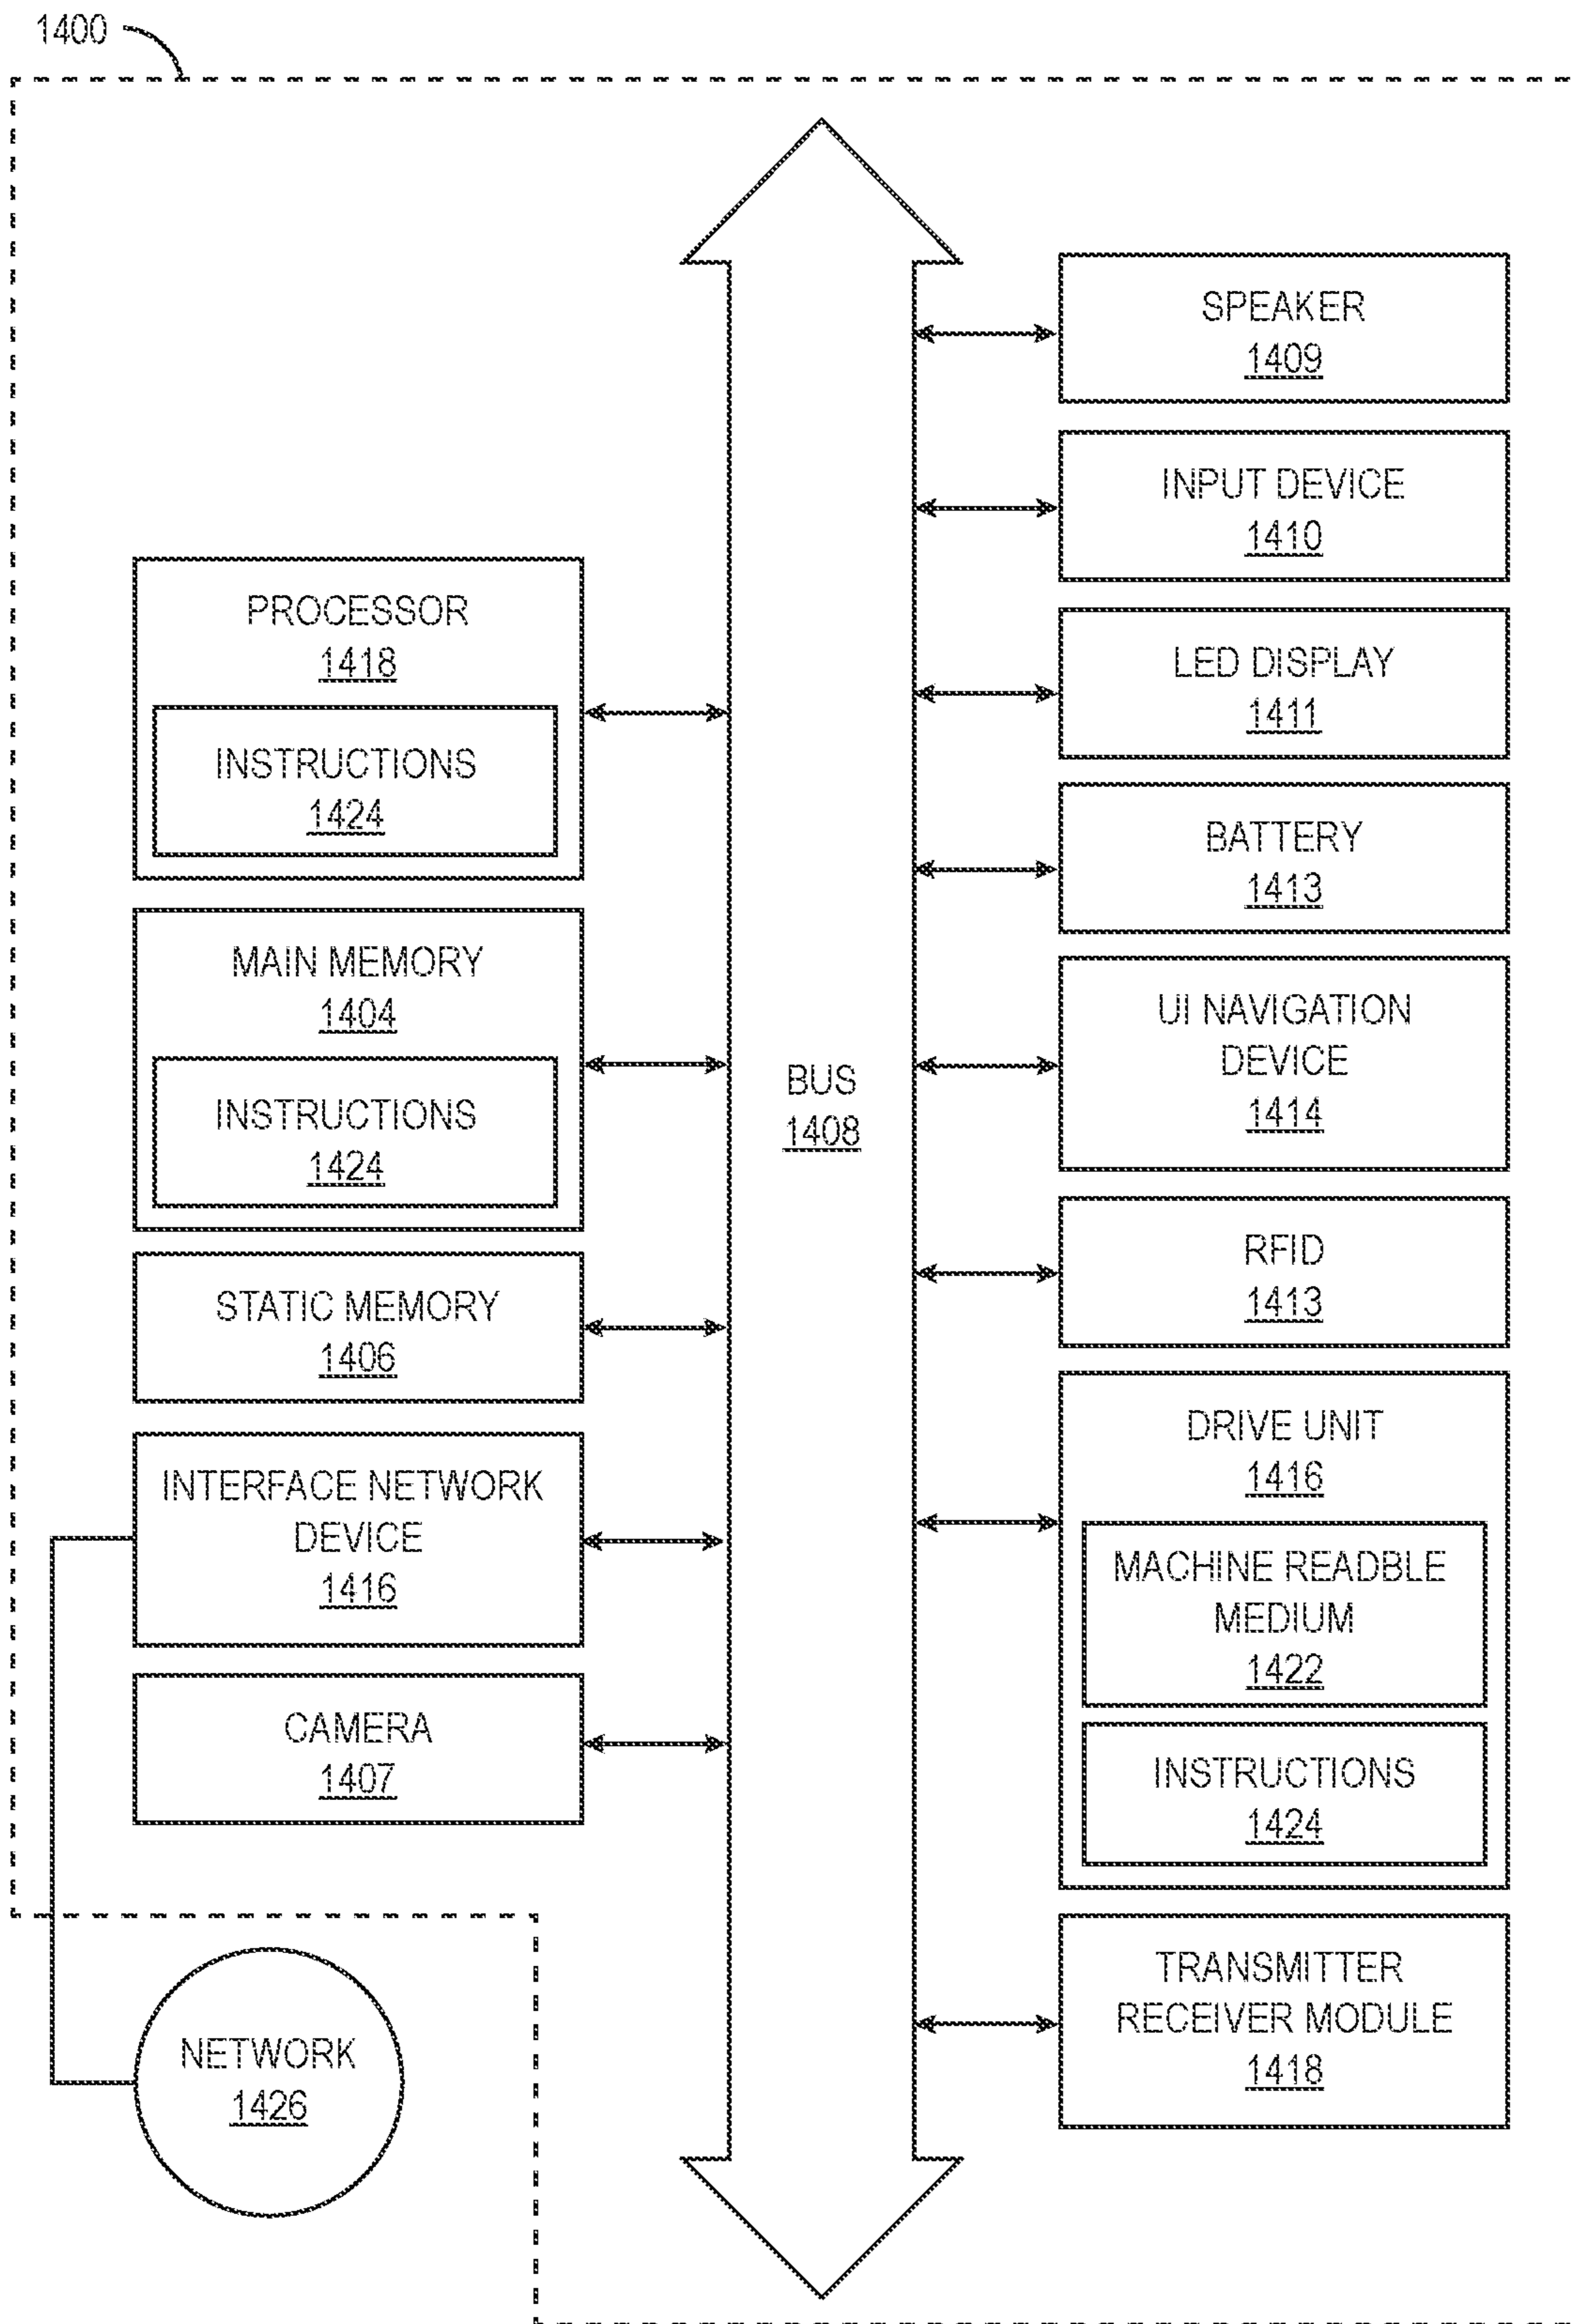 1400
PROCESSOR
1418
INSTRUCTIONS
1424
MAIN MEMORY
1404
INSTRUCTIONS
1424
STATIC MEMORY
1406
INTERFACE NETWORK
DEVICE
1416
CAMERA
1407
NETWORK
1426
BUS
1408
SPEAKER
1409
INPUT DEVICE
1410
LED DISPLAY
1411
BATTERY
1413
UI NAVIGATION
DEVICE
1414
RFID
1413
DRIVE UNIT
1416
MACHINE READBLE
MEDIUM
1422
INSTRUCTIONS
1424
TRANSMITTER
RECEIVER MODULE
1418